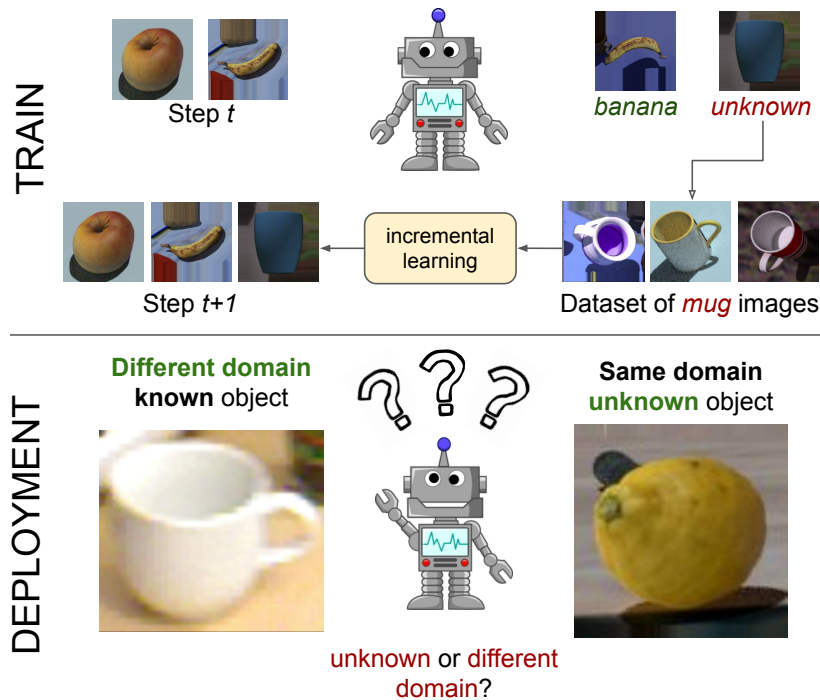 TRAIN
Step t
banana
unknown
incremental
learning
Step t+1
Dataset of mug images
DEPLOYMENT
Different domain
known object
Same domain
unknown object
unknown or different
domain?